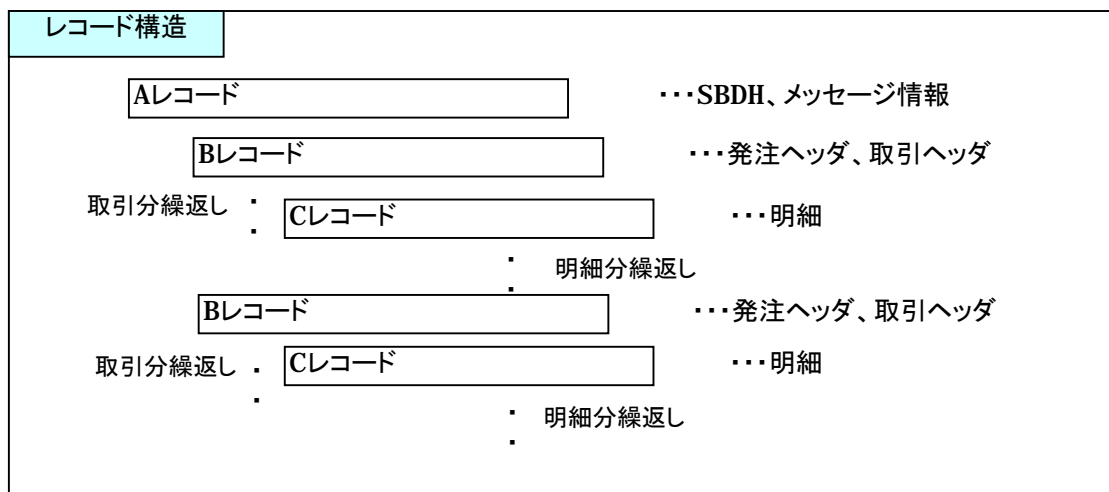 レコード構造
Aレコード ・・・SBDH、メッセージ情報
Bレコード ・・・発注ヘッダ、取引ヘッダ
取引分繰返し ・
・ Cレコード ・・・明細
・ 明細分繰返し
・
Bレコード ・・・発注ヘッダ、取引ヘッダ
取引分繰返し ・ Cレコード ・・・明細
・
・ 明細分繰返し
・